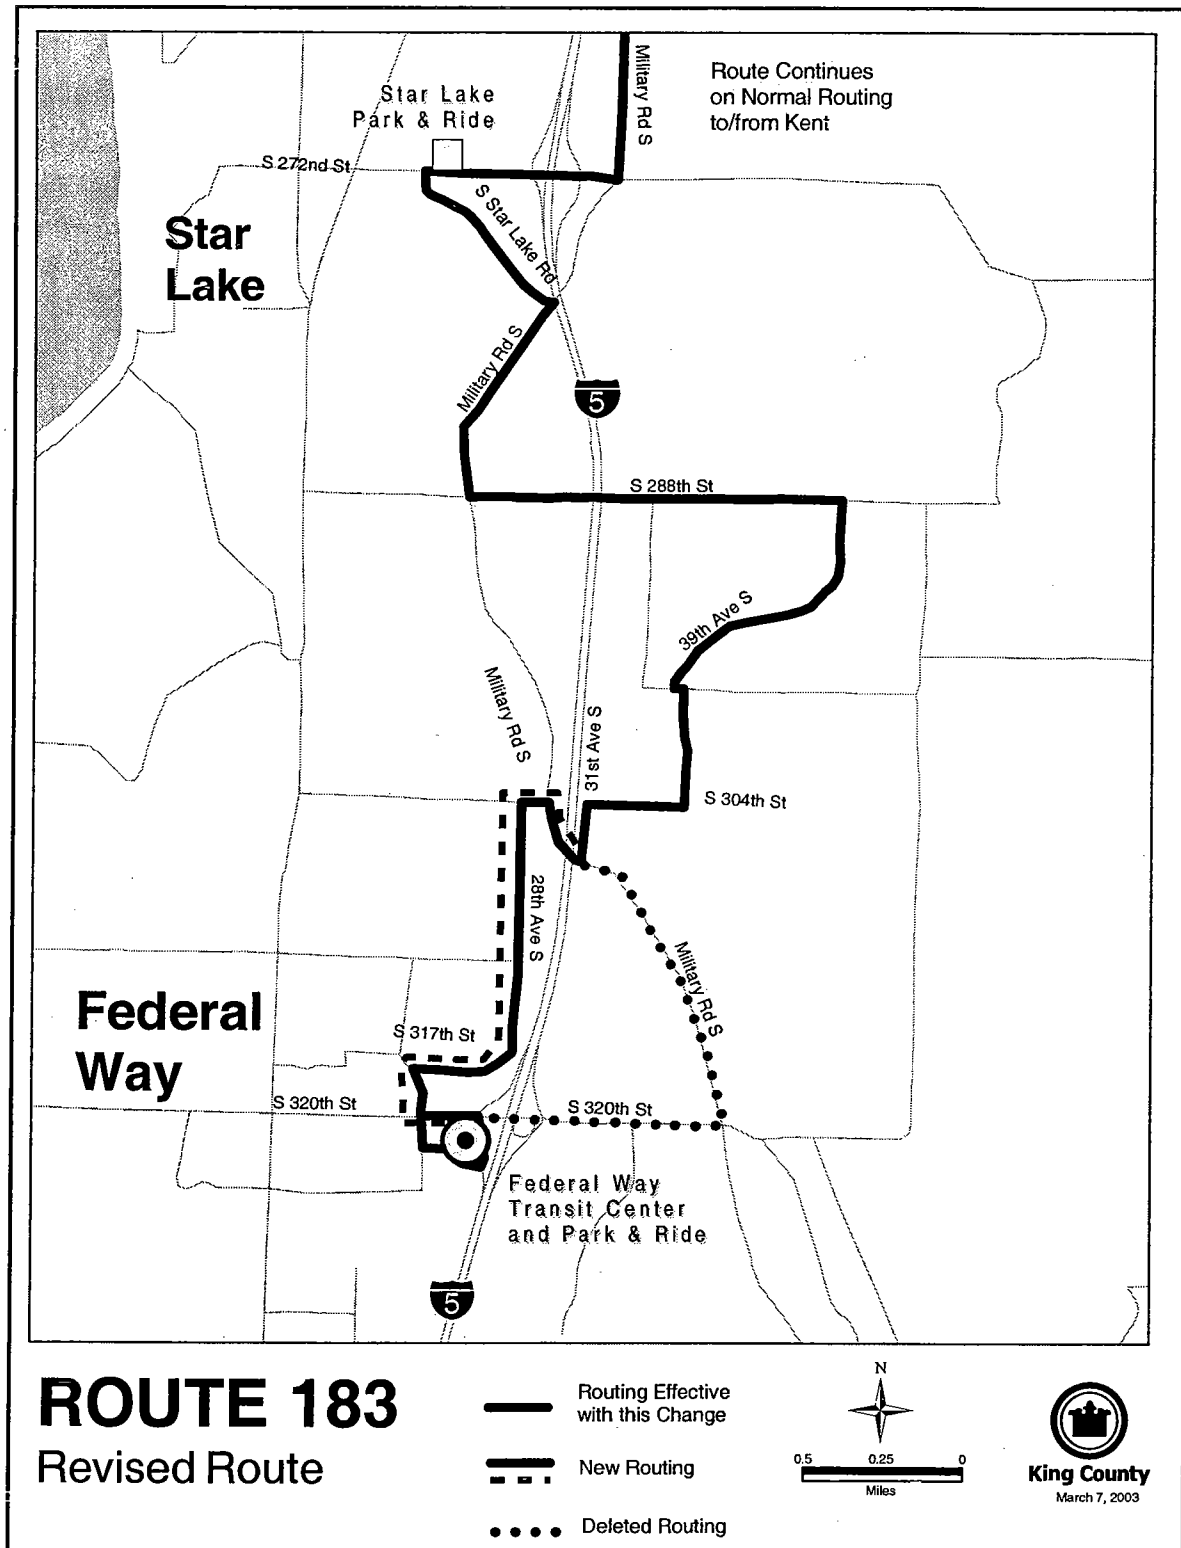 Military Rd S
Route Continues
on Normal Routing
to/from Kent
Star Lake
Park & Ride
S 272nd St
S Star Lake Rd
Star
Lake
Military Rd S
5
S 288th St
39th Ave S
Military Rd S
31st Ave S
S 304th St
28th Ave S
Military Rd S
Federal
Way
S 317th St
S 320th St
S 320th St
Federal Way
Transit Center
and Park & Ride
5
ROUTE 183
Revised Route
Routing Effective
with this Change
New Routing
Deleted Routing
N
0.5 0.25 0
Miles
King County
March 7, 2003